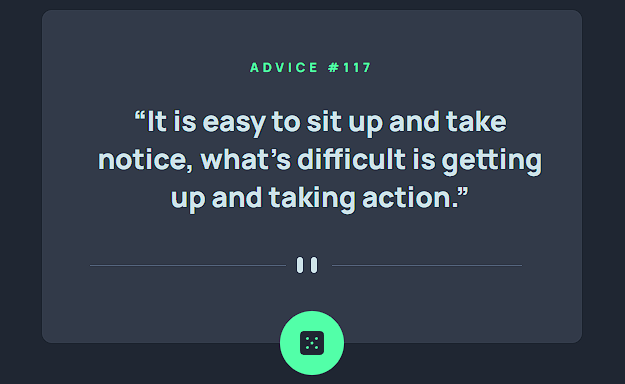 ADVICE #117
“It is easy to sit up and take
notice, what’s difficult is getting
up and taking action.”